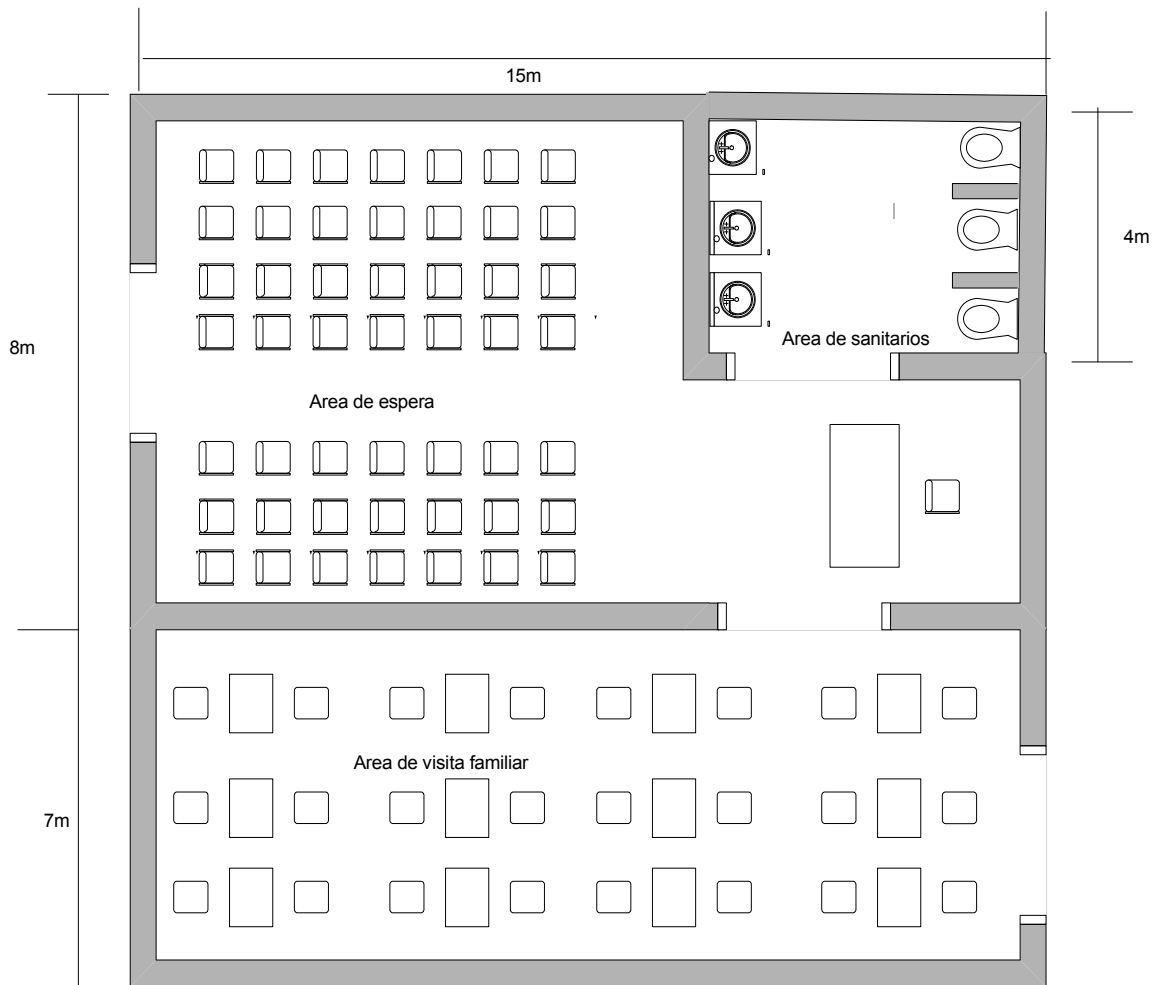 15m
4m
Area de sanitarios
8m
Area de espera
Area de visita familiar
7m